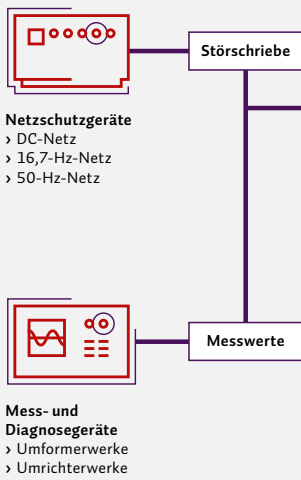 Störschriebe
Netzschutzgeräte
› DC-Netz
› 16,7-Hz-Netz
› 50-Hz-Netz
Messwerte
Mess- und
Diagnosegeräte
› Umformerwerke
› Umrichterwerke